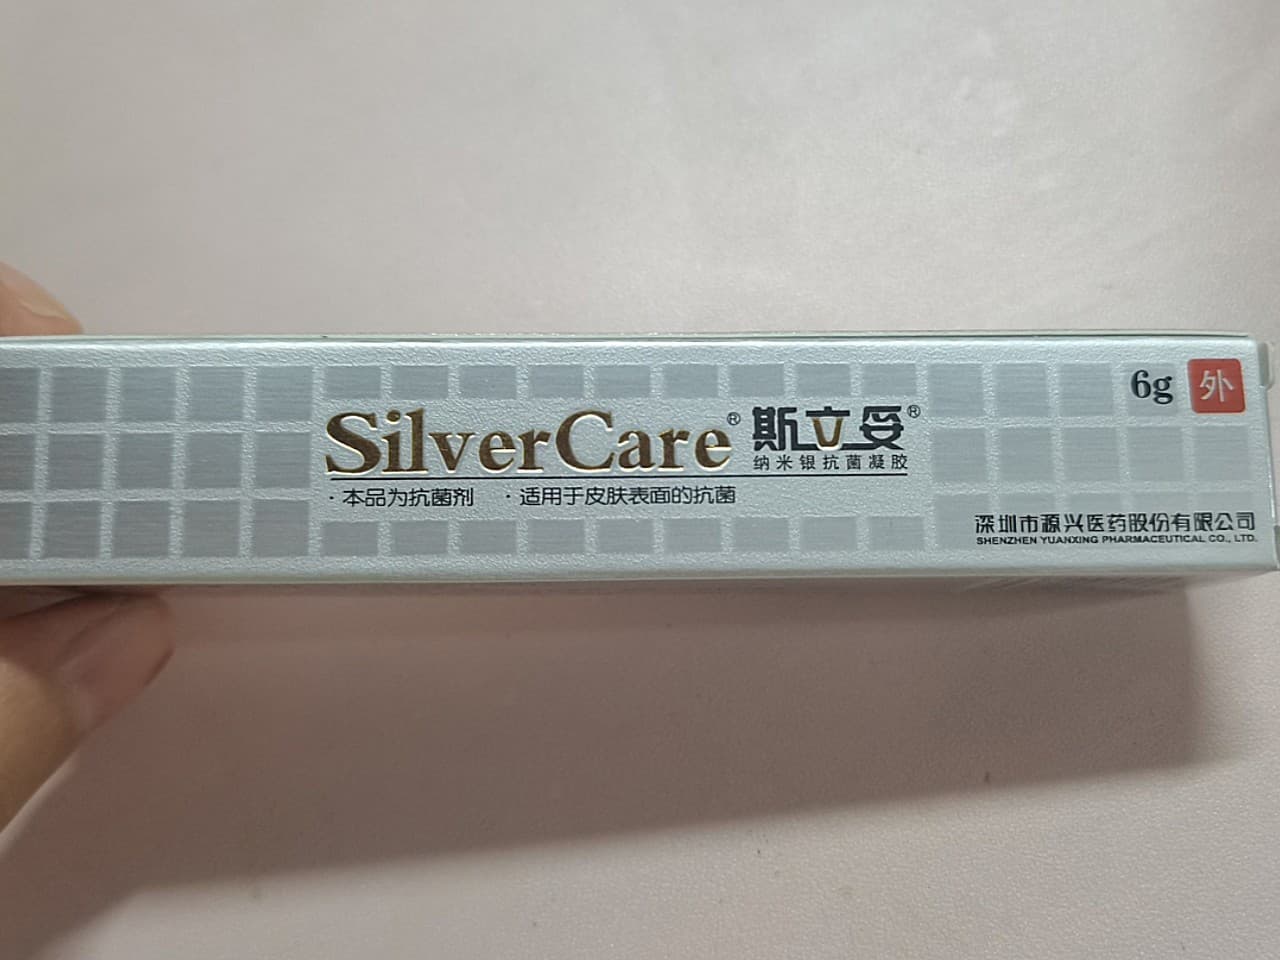 6g 外
SilverCare® 斯立妥®
纳米银抗菌凝胶
·本品为抗菌剂 ·适用于皮肤表面的抗菌
深圳市源兴医药股份有限公司
SHENZHEN YUANXING PHARMACEUTICAL CO., LTD.